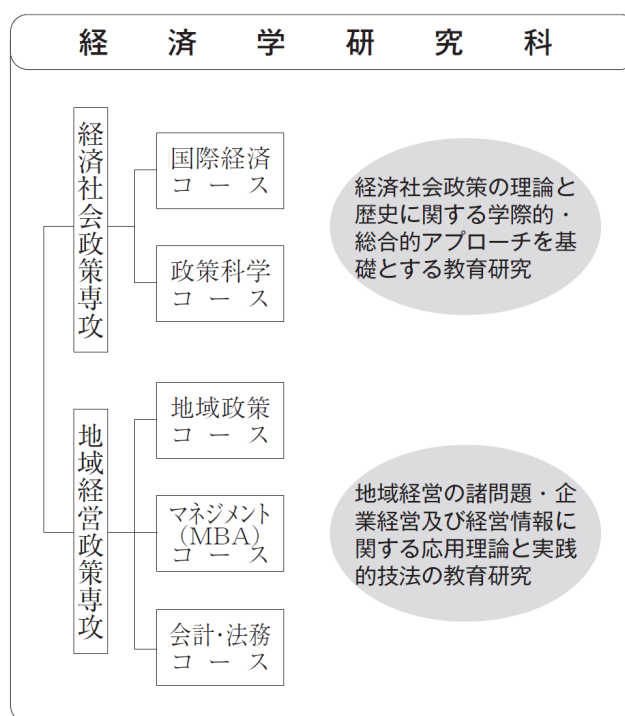 経済学研究科
経済社会政策専攻
国際経済
コース
政策科学
コース
経済社会政策の理論と
歴史に関する学際的・
総合的アプローチを基
礎とする教育研究
地域経営政策専攻
地域政策
コース
マネジメント
(MBA)
コース
会計・法務
コース
地域経営の諸問題・企
業経営及び経営情報に
関する応用理論と実践
的技法の教育研究